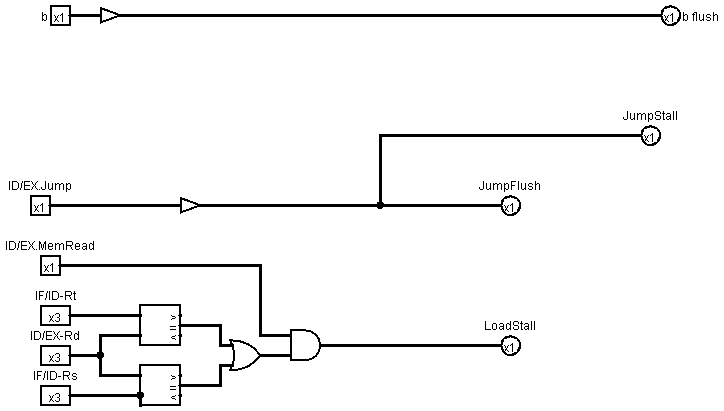 b x1 x1 b flush
JumpStall
x1
ID/EX.Jump JumpFlush
x1 x1
ID/EX.MemRead
x1
IF/ID-Rt
x3 >
=
<
ID/EX-Rd LoadStall
x3 x1
IF/ID-Rs >
x3 =
<